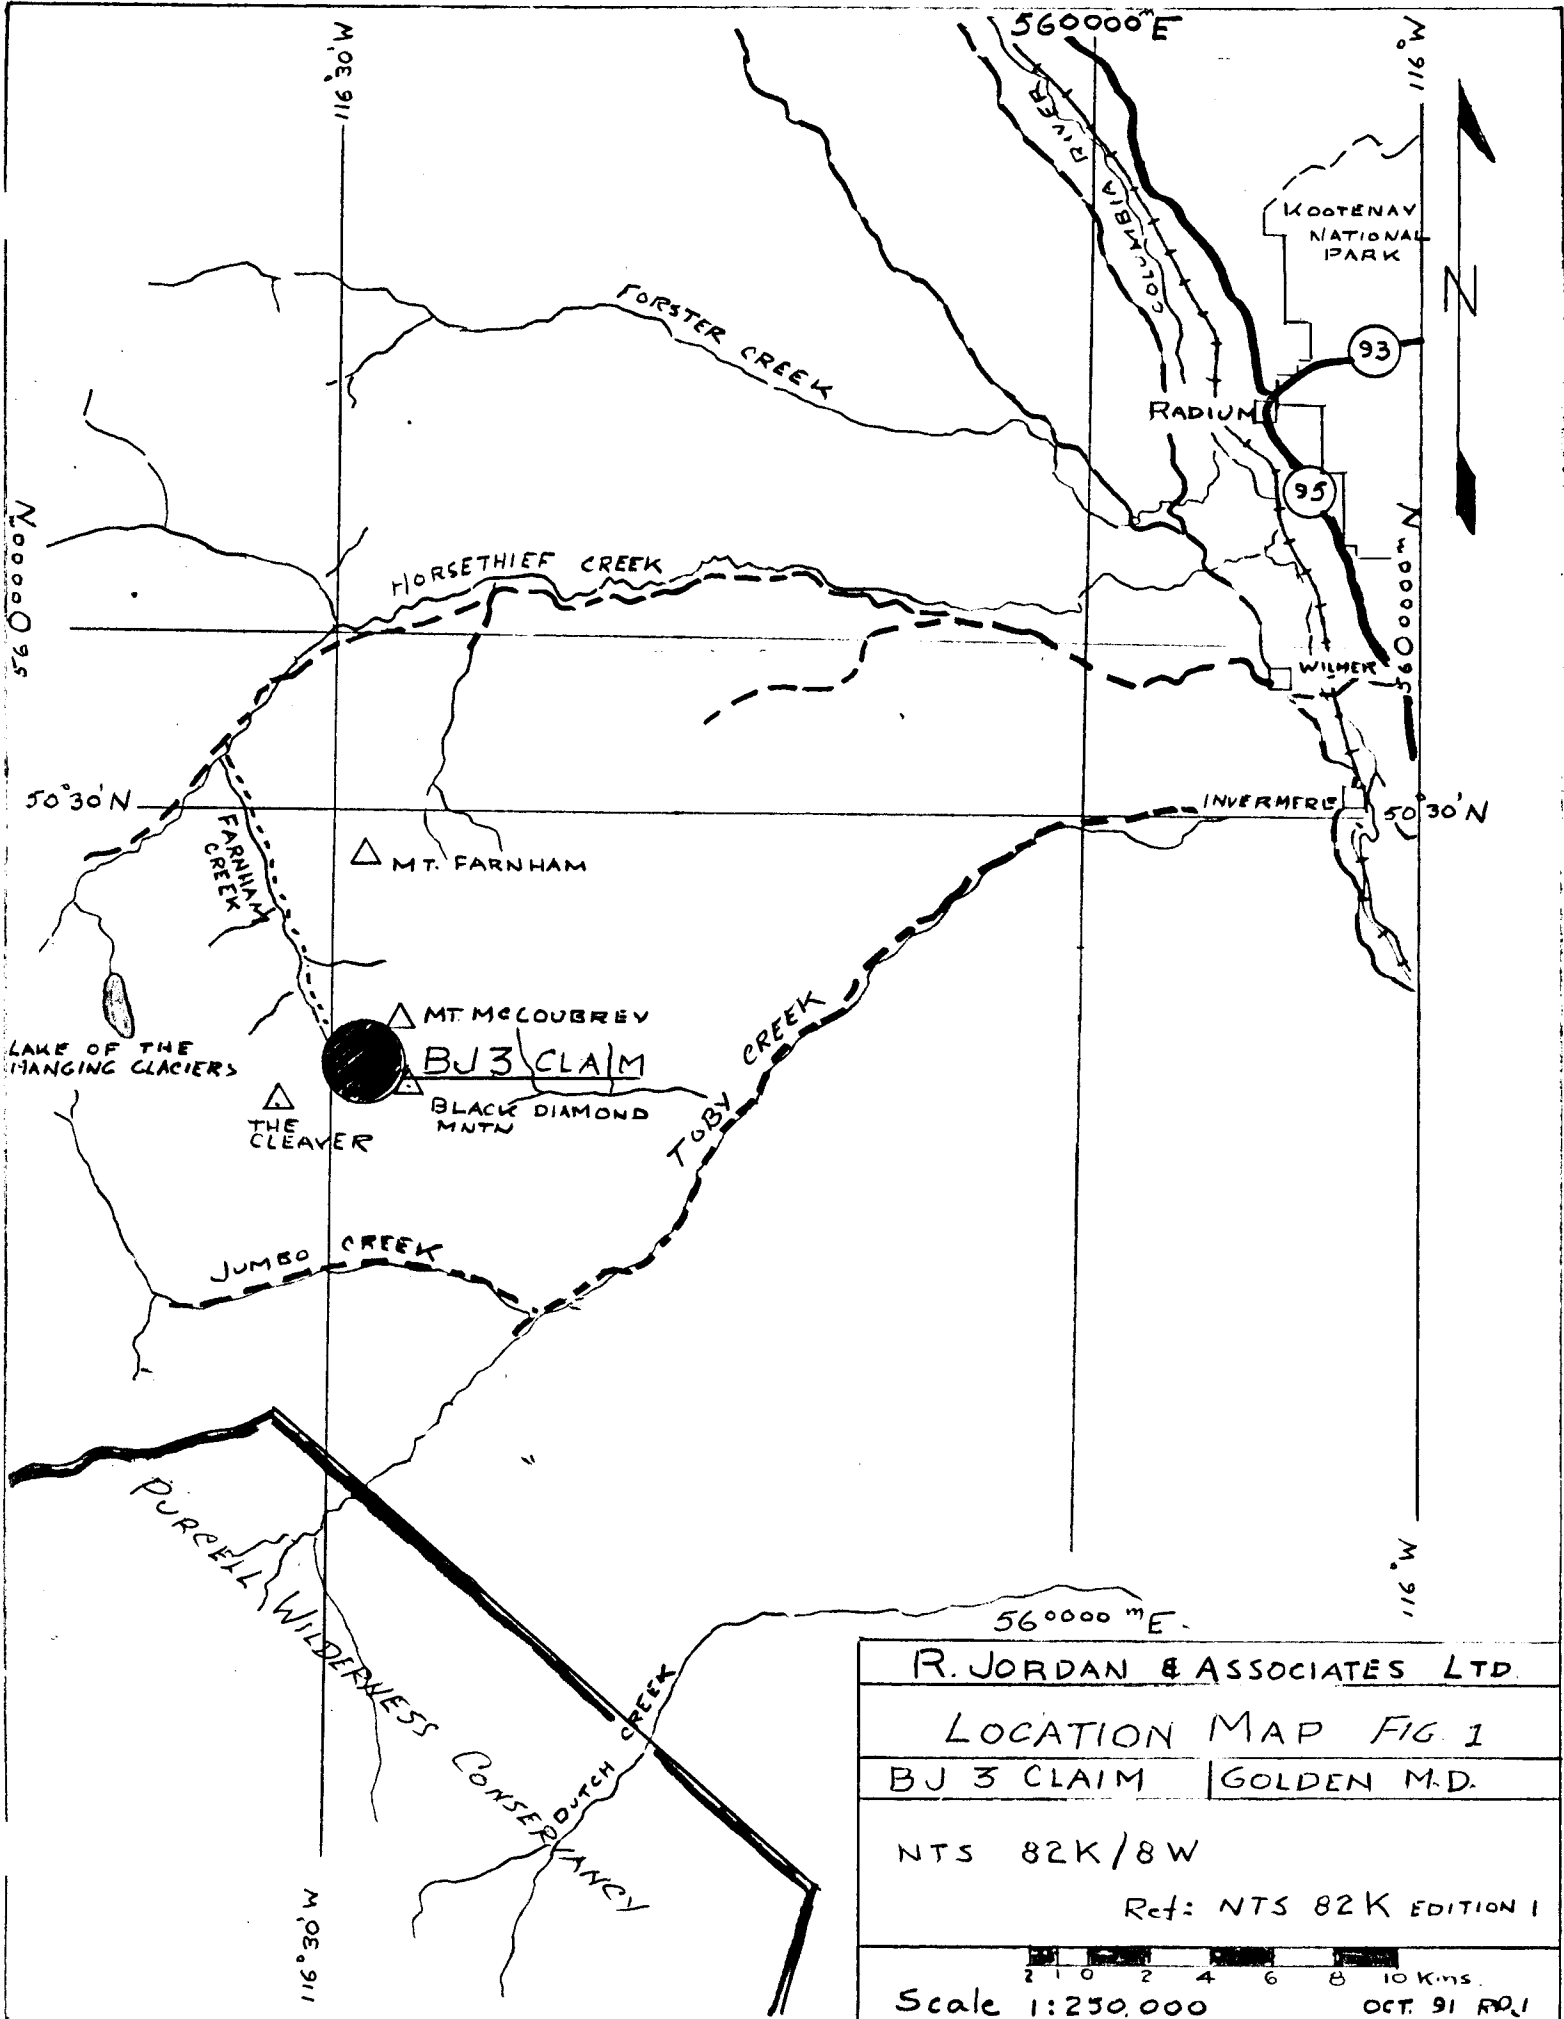 560000ᵐE
116°30'W
116°W
COLUMBIA RIVER
KOOTENAY
NATIONAL
PARK
N
FORSTER CREEK
93
RADIUM
95
5600000ᵐN
5600000ᵐN
HORSETHIEF CREEK
WILMER
50°30'N
INVERMERE
50°30'N
FARNHAM
CREEK
MT. FARNHAM
MT. McCOUBREY
LAKE OF THE
HANGING GLACIERS
BJ 3 CLAIM
BLACK DIAMOND
MNTN
THE
CLEAVER
TOBY CREEK
JUMBO CREEK
PURCELL WILDERNESS CONSERVANCY
DUTCH CREEK
116°30'W
116°W
560000ᵐE.
R. JORDAN & ASSOCIATES LTD.
LOCATION MAP FIG. 1
BJ 3 CLAIM GOLDEN M.D.
NTS 82K/8W
Ref: NTS 82K EDITION 1
2 1 0 2 4 6 8 10 Kms.
Scale 1:250,000 OCT. 91